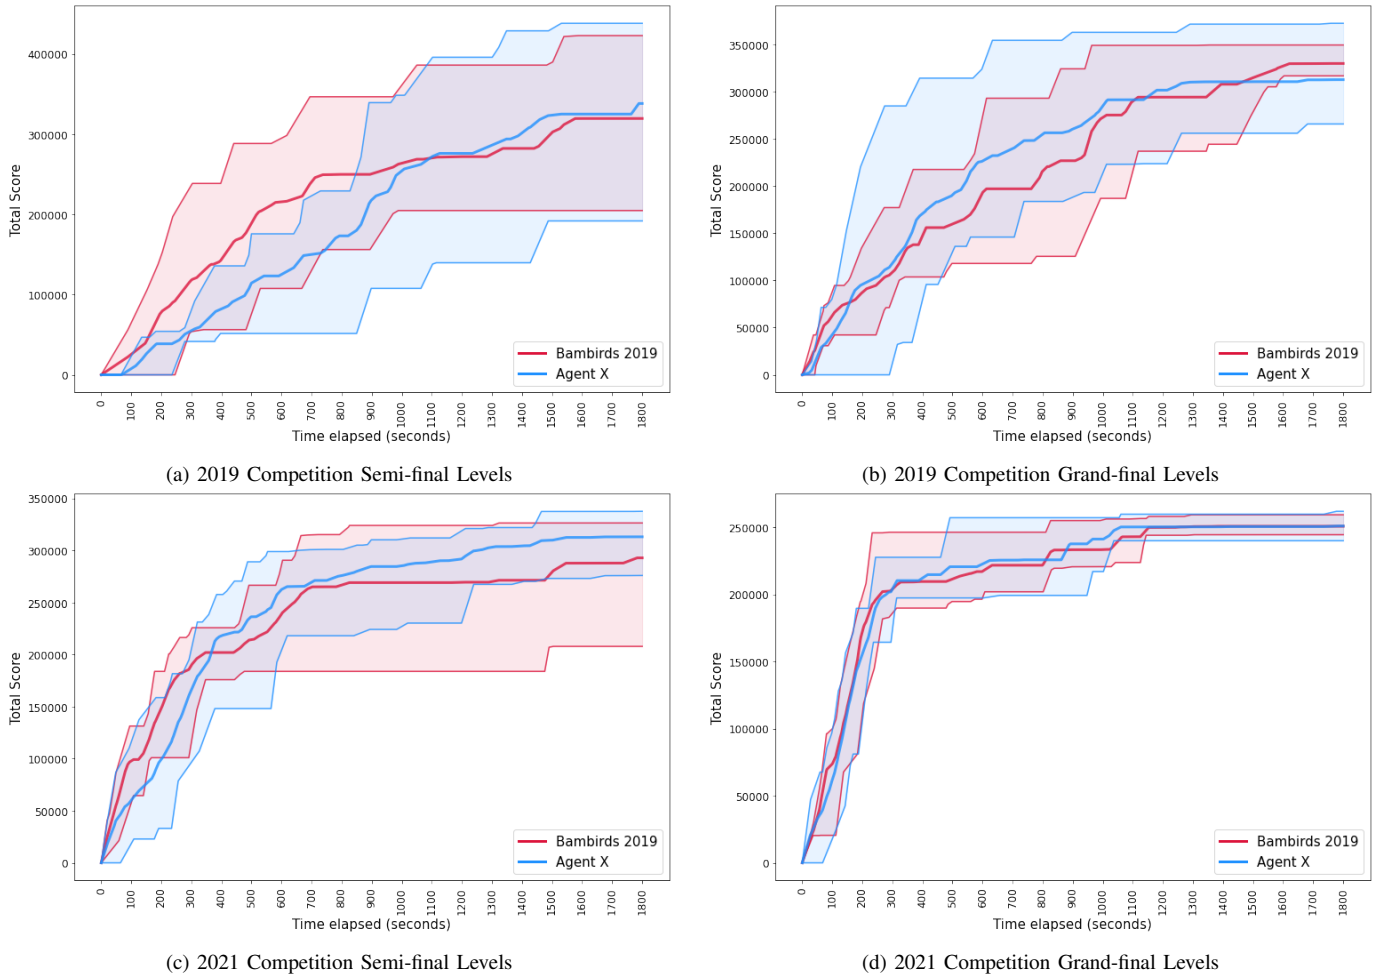 400000
300000
200000
100000
0
Total Score
0 100 200 300 400 500 600 700 800 900 1000 1100 1200 1300 1400 1500 1600 1700 1800
Time elapsed (seconds)
Bambirds 2019
Agent X
(a) 2019 Competition Semi-final Levels
350000
300000
250000
200000
150000
100000
50000
0
Total Score
0 100 200 300 400 500 600 700 800 900 1000 1100 1200 1300 1400 1500 1600 1700 1800
Time elapsed (seconds)
Bambirds 2019
Agent X
(b) 2019 Competition Grand-final Levels
350000
300000
250000
200000
150000
100000
50000
0
Total Score
0 100 200 300 400 500 600 700 800 900 1000 1100 1200 1300 1400 1500 1600 1700 1800
Time elapsed (seconds)
Bambirds 2019
Agent X
(c) 2021 Competition Semi-final Levels
250000
200000
150000
100000
50000
0
Total Score
0 100 200 300 400 500 600 700 800 900 1000 1100 1200 1300 1400 1500 1600 1700 1800
Time elapsed (seconds)
Bambirds 2019
Agent X
(d) 2021 Competition Grand-final Levels